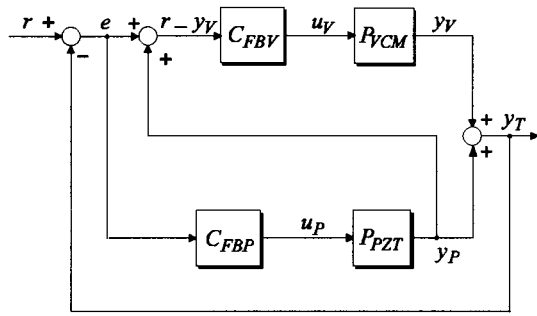 r + e + r - y_V C_FBV u_V P_VCM y_V
- +
+ y_T
+
C_FBP u_P P_PZT y_P